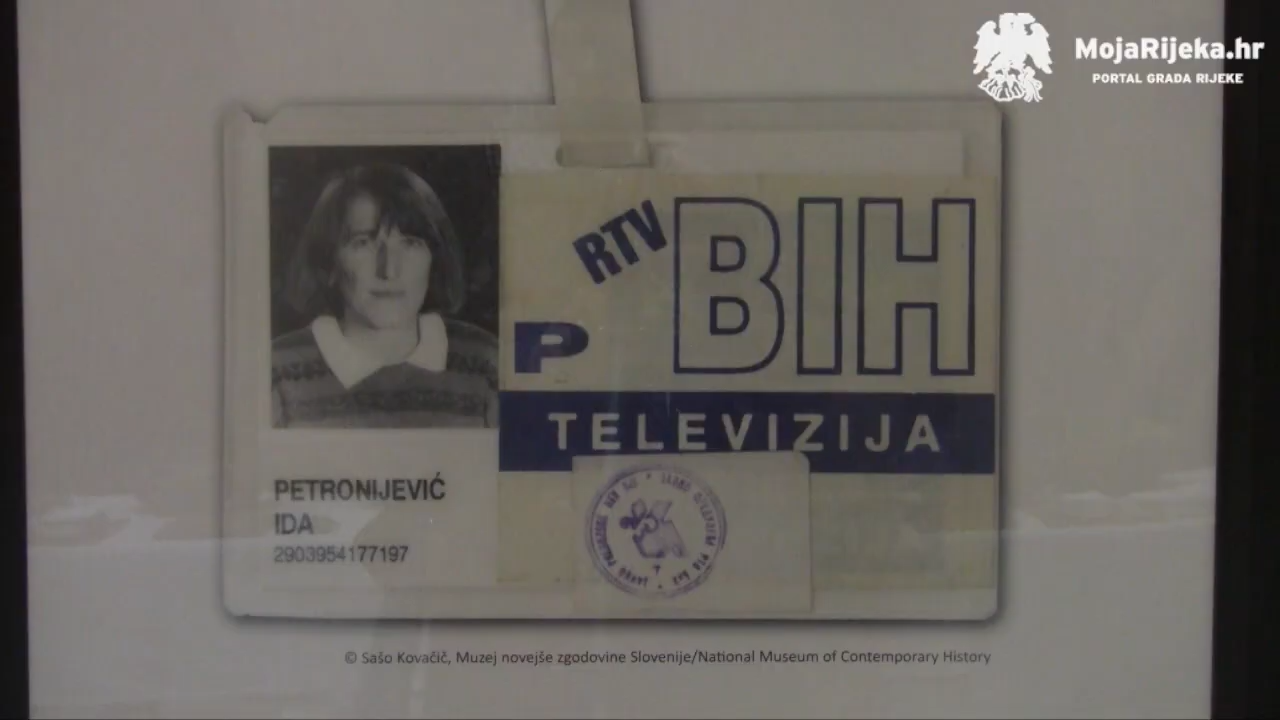 MojaRijeka.hr
PORTAL GRADA RIJEKE
RTV BIH
P
TELEVIZIJA
PETRONIJEVIĆ
IDA
2903954177197
© Sašo Kovačič, Muzej novejše zgodovine Slovenije/National Museum of Contemporary History